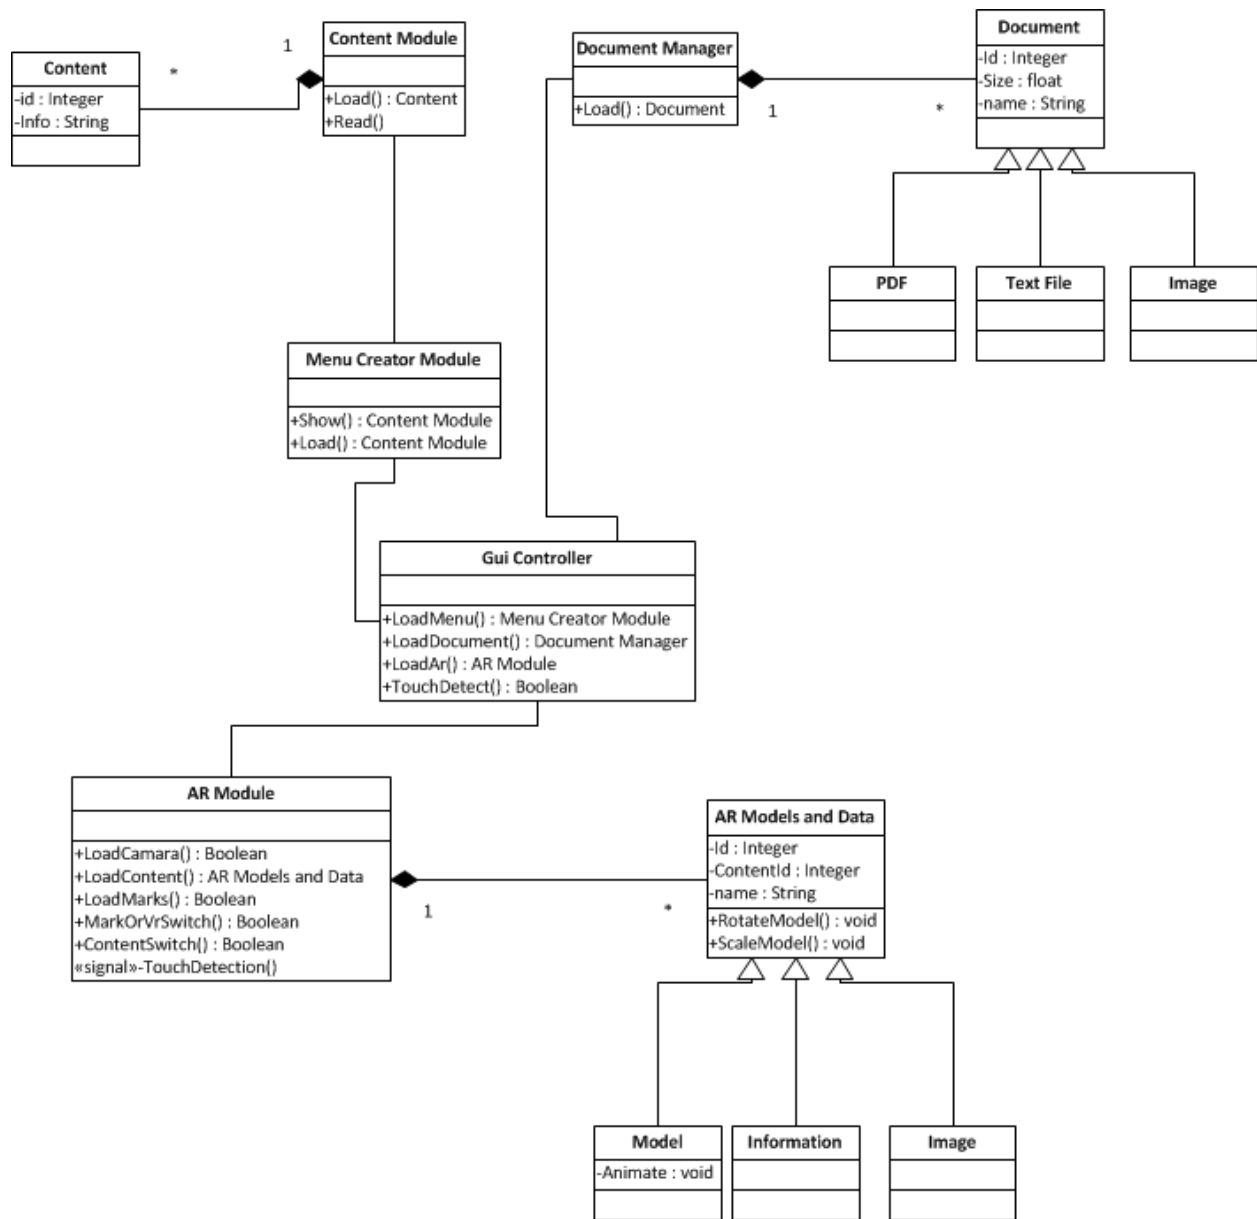 Content
-id : Integer
-Info : String
*
1
Content Module
+Load() : Content
+Read()
Document Manager
+Load() : Document
1
*
Document
-Id : Integer
-Size : float
-name : String
PDF
Text File
Image
Menu Creator Module
+Show() : Content Module
+Load() : Content Module
Gui Controller
+LoadMenu() : Menu Creator Module
+LoadDocument() : Document Manager
+LoadAr() : AR Module
+TouchDetect() : Boolean
AR Module
+LoadCamara() : Boolean
+LoadContent() : AR Models and Data
+LoadMarks() : Boolean
+MarkOrVrSwitch() : Boolean
+ContentSwitch() : Boolean
«signal»-TouchDetection()
1
*
AR Models and Data
-Id : Integer
-ContentId : Integer
-name : String
+RotateModel() : void
+ScaleModel() : void
Model
-Animate : void
Information
Image